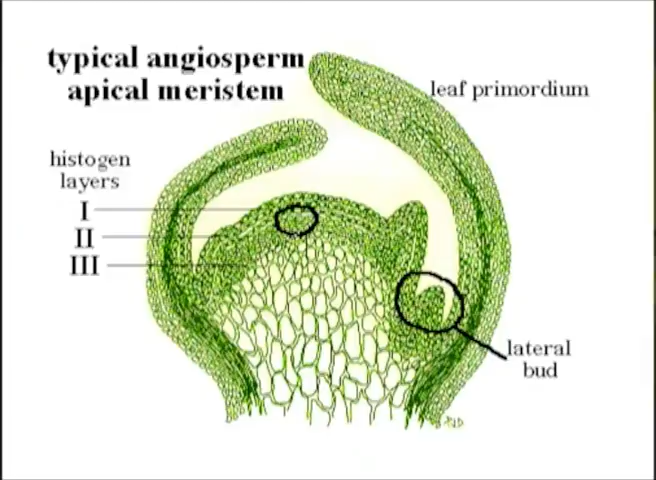 typical angiosperm
apical meristem
leaf primordium
histogen
layers
I
II
III
lateral
bud